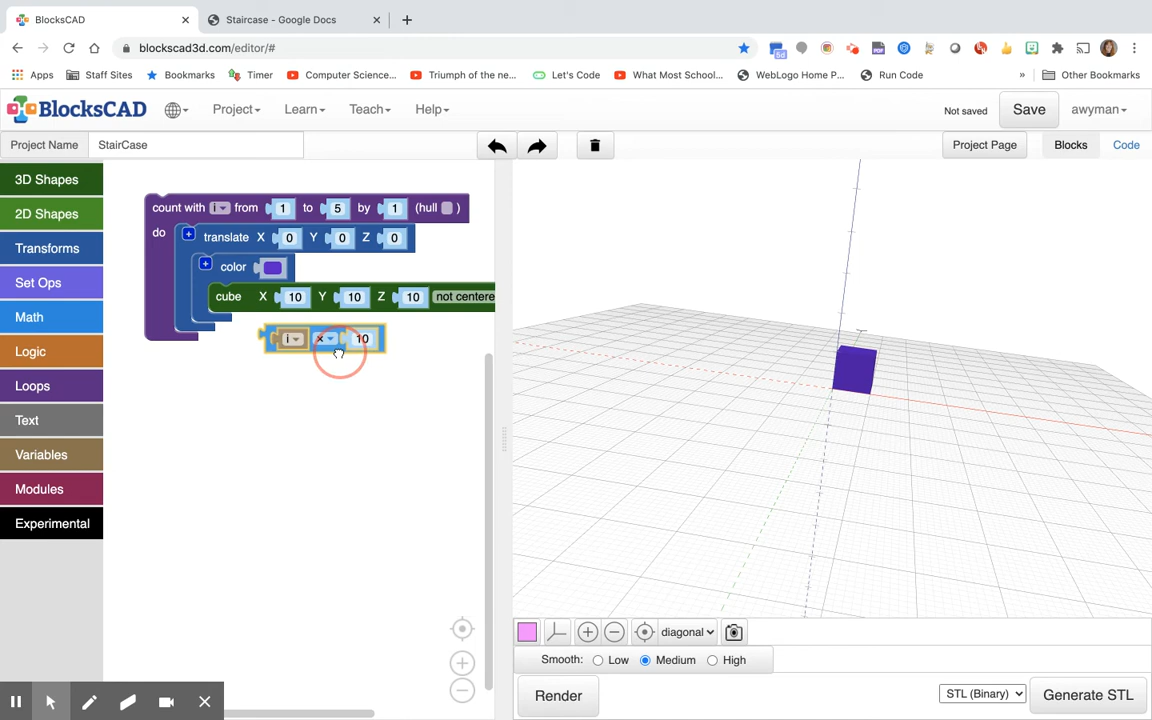 BlocksCAD
Staircase - Google Docs
blockscad3d.com/editor/#
6d
PDF
Apps
Staff Sites
Bookmarks
Timer
Computer Science...
Triumph of the ne...
Let's Code
What Most School...
WebLogo Home P...
Run Code
»
Other Bookmarks
BlocksCAD
Project
Learn
Teach
Help
Not saved
Save
awyman
Project Name
StairCase
Project Page
Blocks
Code
3D Shapes
2D Shapes
Transforms
Set Ops
Math
Logic
Loops
Text
Variables
Modules
Experimental
count with i from 1 to 5 by 1 (hull )
do
translate X 0 Y 0 Z 0
color
cube X 10 Y 10 Z 10 not centere
i × 10
diagonal
Smooth: Low Medium High
Render
STL (Binary)
Generate STL